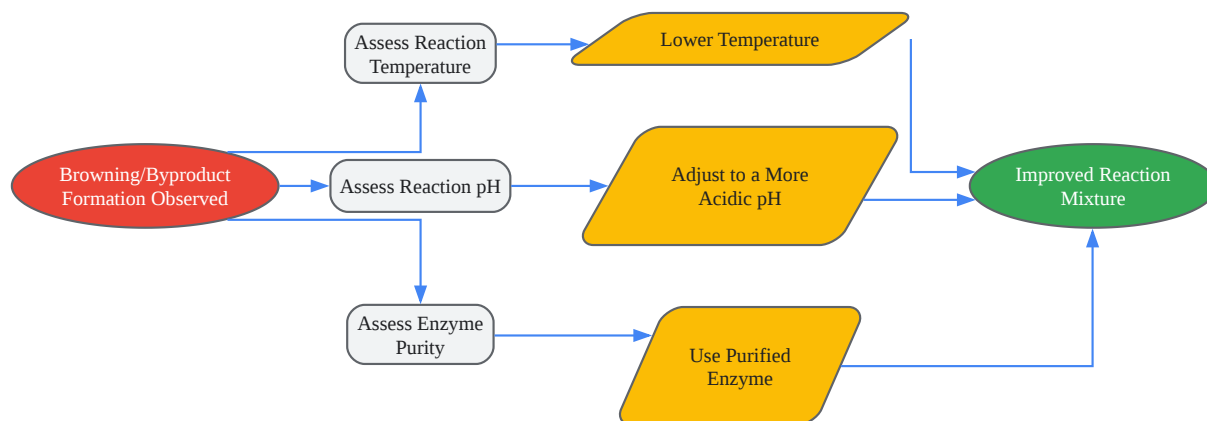 Assess Reaction
Temperature
Lower Temperature
Browning/Byproduct
Formation Observed
Assess Reaction pH
Adjust to a More
Acidic pH
Improved Reaction
Mixture
Assess Enzyme
Purity
Use Purified
Enzyme